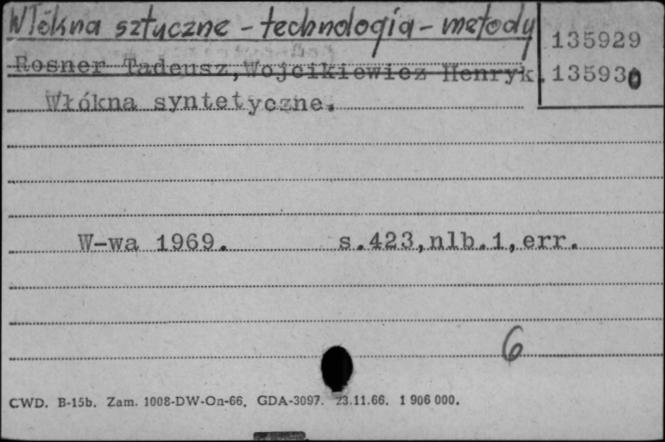 Włókna sztuczne - technologia - metody
135929
Rosner Tadeusz, Wojcikiewicz Henryk.
135930
Włókna syntetyczne.
W-wa 1969. s.423,nlb.1,err.
6
CWD. B-15b. Zam. 1008-DW-On-66. GDA-3097. 23.11.66. 1 906 000.